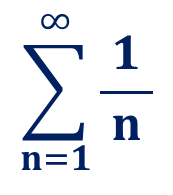 ∞
∑ 1/n
n=1